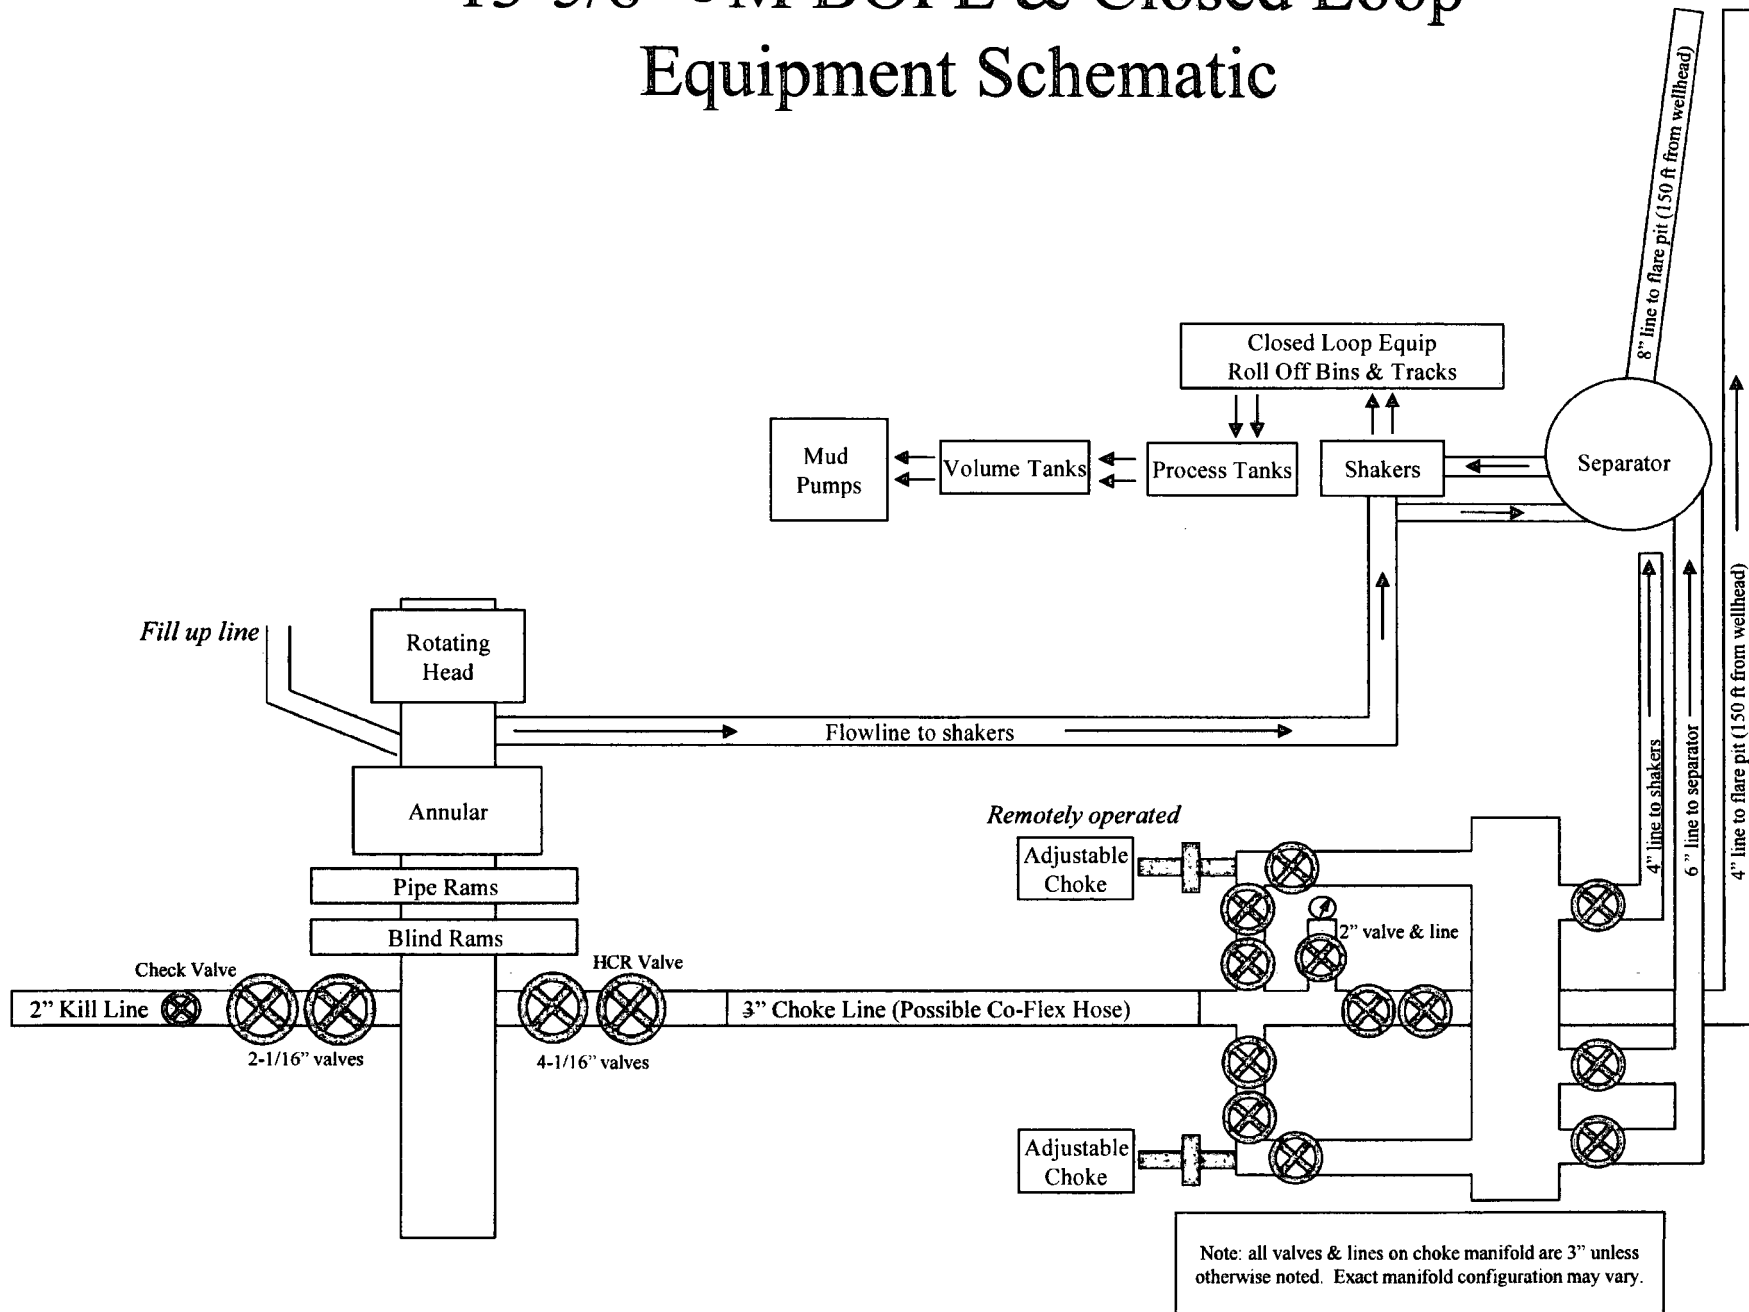 BOPE & Closed Loop
Equipment Schematic
8” line to flare pit (150 ft from wellhead)
Closed Loop Equip
Roll Off Bins & Tracks
Mud
Pumps
Volume Tanks
Process Tanks
Shakers
Separator
Fill up line
Rotating
Head
Flowline to shakers
Annular
Pipe Rams
Blind Rams
Remotely operated
Adjustable
Choke
2” valve & line
4” line to shakers
6 ” line to separator
4” line to flare pit (150 ft from wellhead)
Check Valve
HCR Valve
2” Kill Line
3” Choke Line (Possible Co-Flex Hose)
2-1/16” valves
4-1/16” valves
Adjustable
Choke
Note: all valves & lines on choke manifold are 3” unless
otherwise noted. Exact manifold configuration may vary.